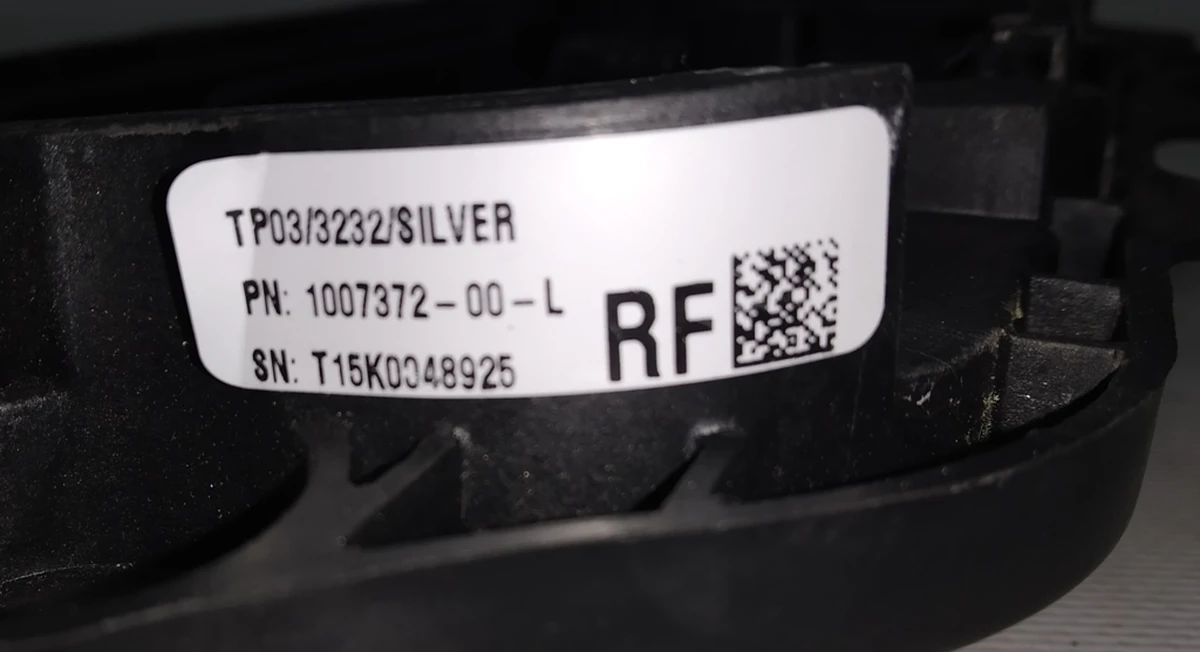 TP03/3232/SILVER
PN: 1007372-00-L
SN: T15K0048925
RF